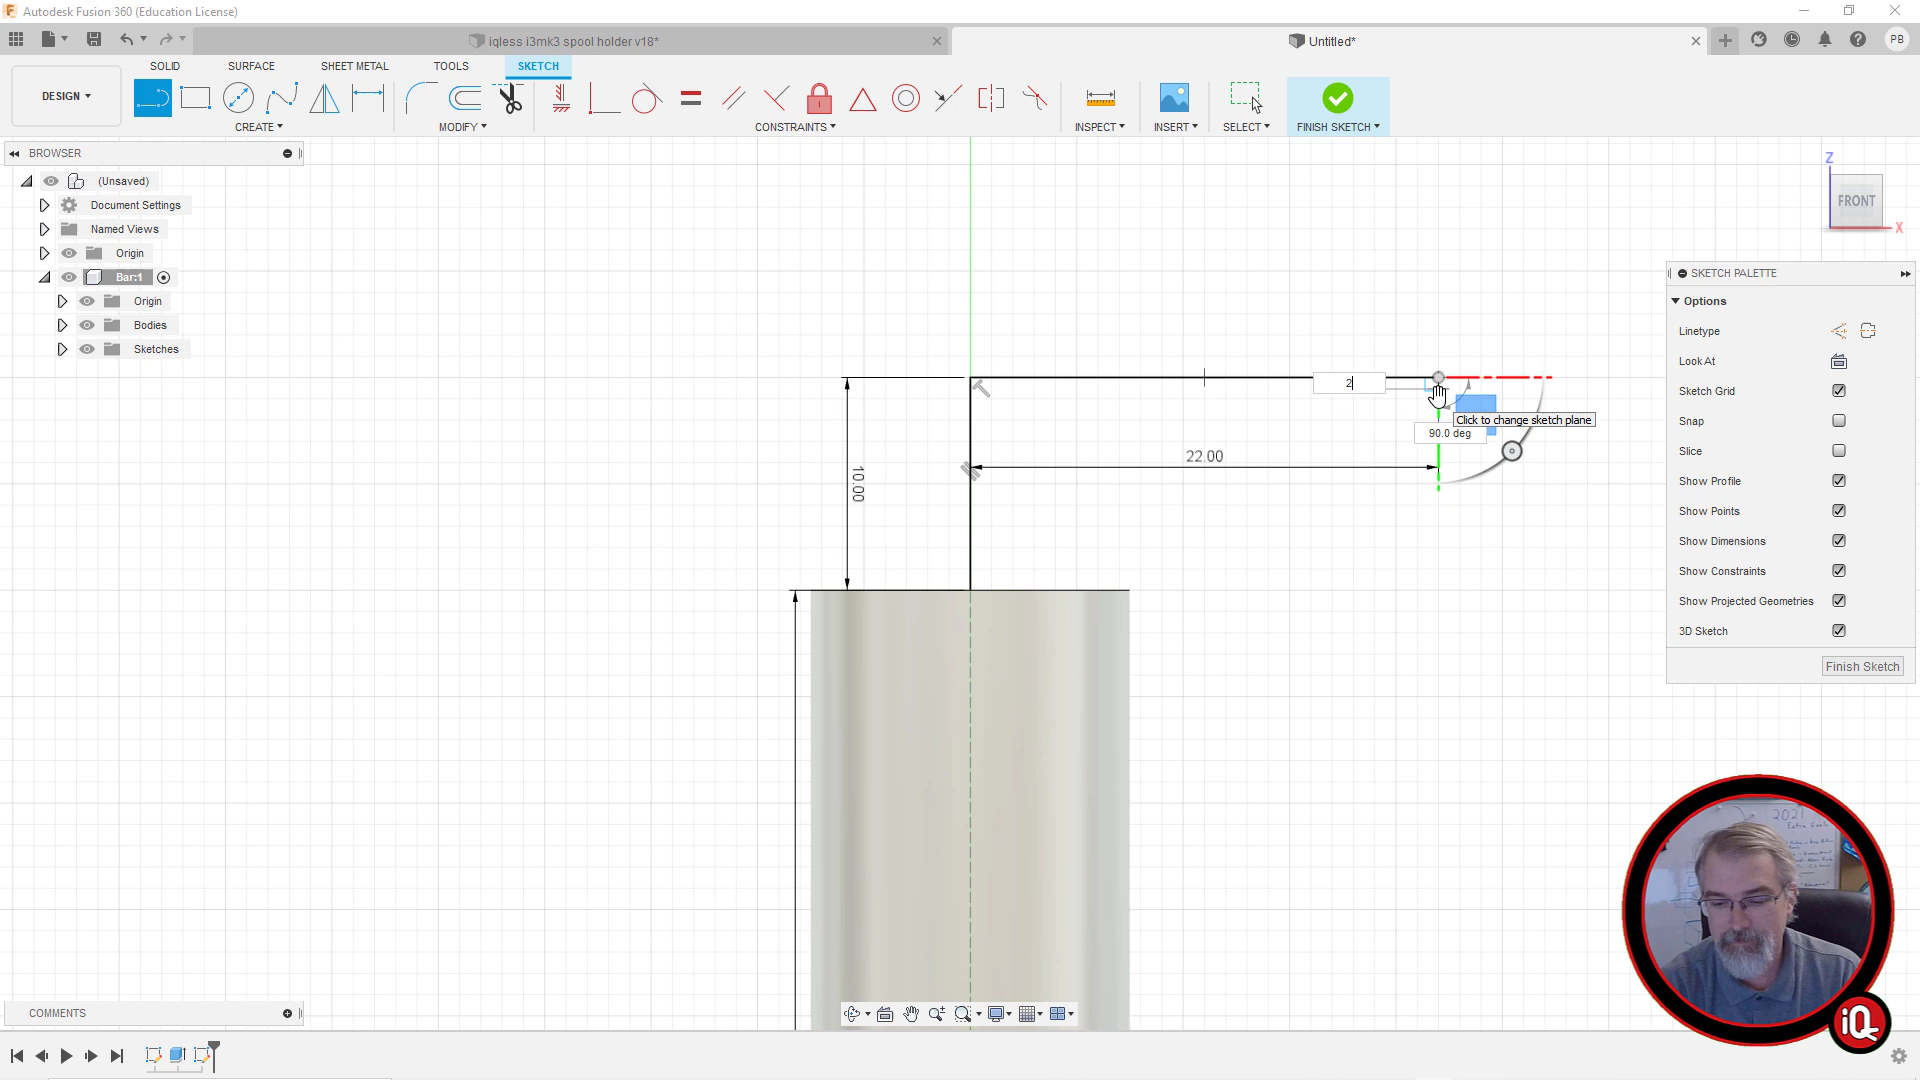 Autodesk Fusion 360 (Education License)
iqless i3mk3 spool holder v18*
Untitled*
PB
DESIGN
SOLID
SURFACE
SHEET METAL
TOOLS
SKETCH
CREATE
MODIFY
CONSTRAINTS
INSPECT
INSERT
SELECT
FINISH SKETCH
BROWSER
(Unsaved)
Document Settings
Named Views
Origin
Bar:1
Origin
Bodies
Sketches
Z
FRONT
X
SKETCH PALETTE
Options
Linetype
Look At
Sketch Grid
Snap
Slice
Show Profile
Show Points
Show Dimensions
Show Constraints
Show Projected Geometries
3D Sketch
Finish Sketch
2
Click to change sketch plane
90.0 deg
22.00
10.00
2021
iQ
COMMENTS